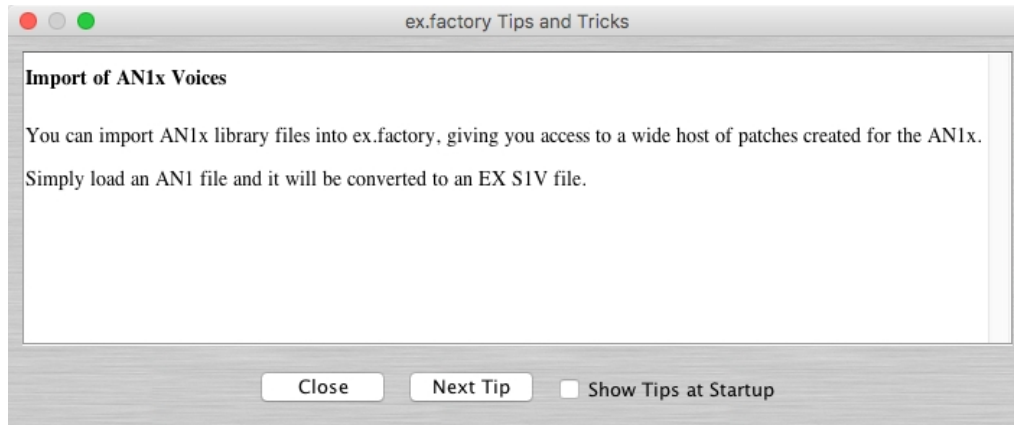 ex.factory Tips and Tricks
Import of AN1x Voices
You can import AN1x library files into ex.factory, giving you access to a wide host of patches created for the AN1x.
Simply load an AN1 file and it will be converted to an EX S1V file.
Close
Next Tip
Show Tips at Startup